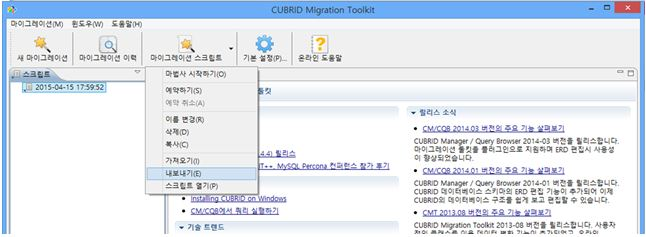 CUBRID Migration Toolkit
마이그레이션(M) 윈도우(W) 도움말(H)
새 마이그레이션 마이그레이션 이력 마이그레이션 스크립트 기본 설정(P)... 온라인 도움말
스크립트
2015-04-15 17:59:52
마법사 시작하기(O)
예약하기(S)
예약 취소(A)
이름 변경(R)
삭제(D)
복사(C)
가져오기(I)
내보내기(E)
스크립트 열기(P)
4.4) 릴리스
IT++, MySQL Percona 컨퍼런스 참가 후기
Installing CUBRID on Windows
CM/CQB에서 쿼리 실행하기
기술 트렌드
릴리스 소식
CM/CQB 2014.03 버전의 주요 기능 살펴보기
CUBRID Manager / Query Browser 2014-03 버전을 릴리스합니다.
마이그레이션 툴킷을 플러그인으로 지원하며 ERD 편집시 사용성
이 향상되었습니다.
CM/CQB 2014.01 버전의 주요 기능 살펴보기
CUBRID Manager / Query Browser 2014-01 버전을 릴리스합니다.
CUBRID 데이터베이스 스키마의 ERD 편집 기능이 추가되어 이제
CUBRID의 데이터베이스 구조를 쉽게 보고 편집할 수 있습니다.
CMT 2013.08 버전의 주요 기능 살펴보기
CUBRID Migration Toolkit 2013-08 버전을 릴리스합니다. 사용자